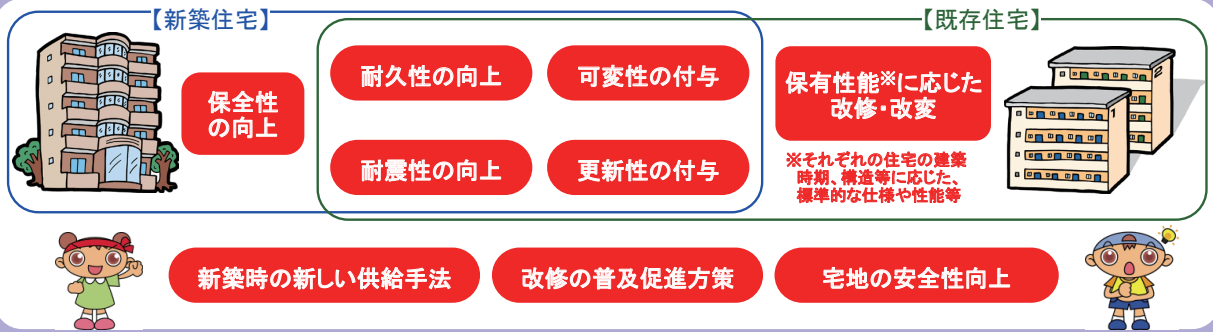 【新築住宅】
【既存住宅】
保全性
の向上
耐久性の向上
可変性の付与
耐震性の向上
更新性の付与
保有性能※に応じた
改修・改変
※それぞれの住宅の建築
時期、構造等に応じた、
標準的な仕様や性能等
新築時の新しい供給手法
改修の普及促進方策
宅地の安全性向上